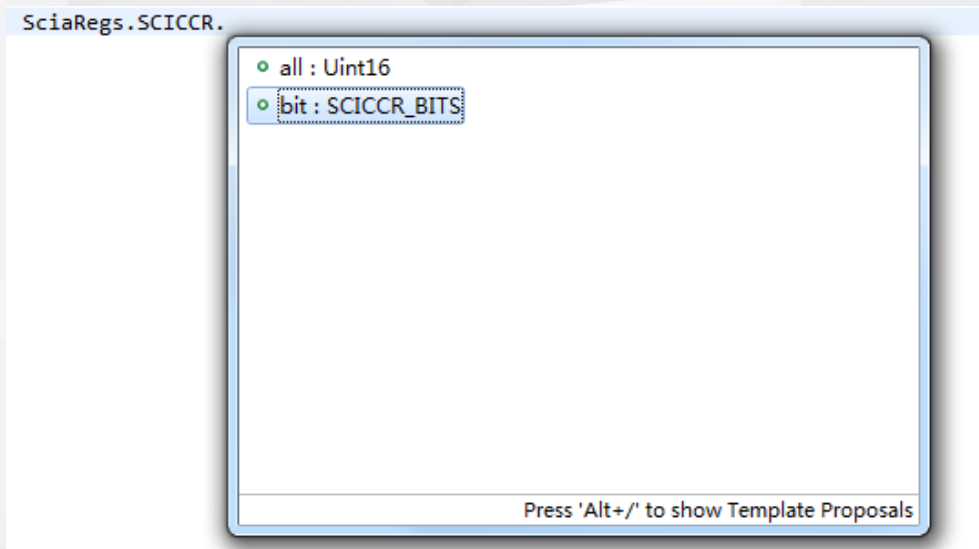 SciaRegs.SCICCR.
all : Uint16
bit : SCICCR_BITS
Press 'Alt+/' to show Template Proposals